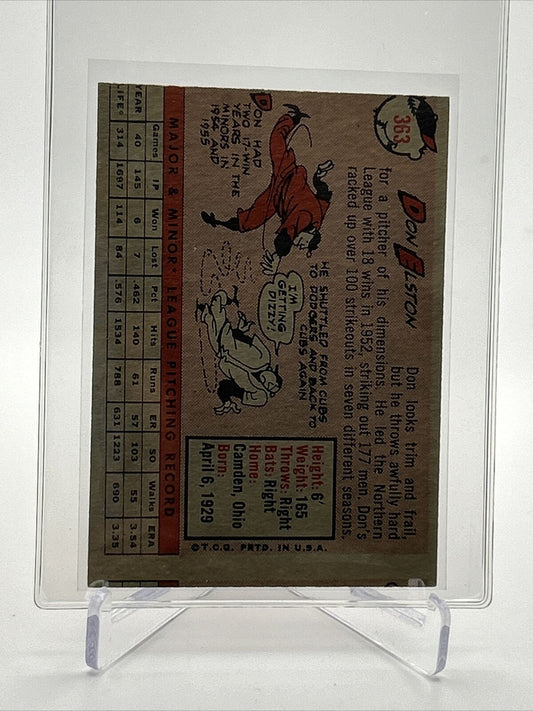 363
DON ELSTON
Don looks trim and frail
but he throws awfully hard
for a pitcher of his dimensions. He led the Northern
League with 18 wins in 1952, striking out 177 men. Don's
racked up over 100 strikeouts in seven different seasons.
DON HAD
TWO 17-WIN
YEARS IN THE
MINORS IN
1954 AND
1955
HE SHUTTLED FROM CUBS
TO DODGERS AND BACK TO
CUBS AGAIN
I'M
GETTING
DIZZY!
Height: 6'
Weight: 165
Throws: Right
Bats: Right
Home:
Camden, Ohio
Born:
April 6, 1929
© T.C.G. PRTD. IN U.S.A.
MAJOR & MINOR LEAGUE PITCHING RECORD
Games IP Won Lost Pct Hits Runs ER SO Walks ERA
YEAR 40 145 6 7 .462 140 61 57 103 55 3.54
LIFE 314 1697 114 84 .576 1534 788 631 1223 690 3.35